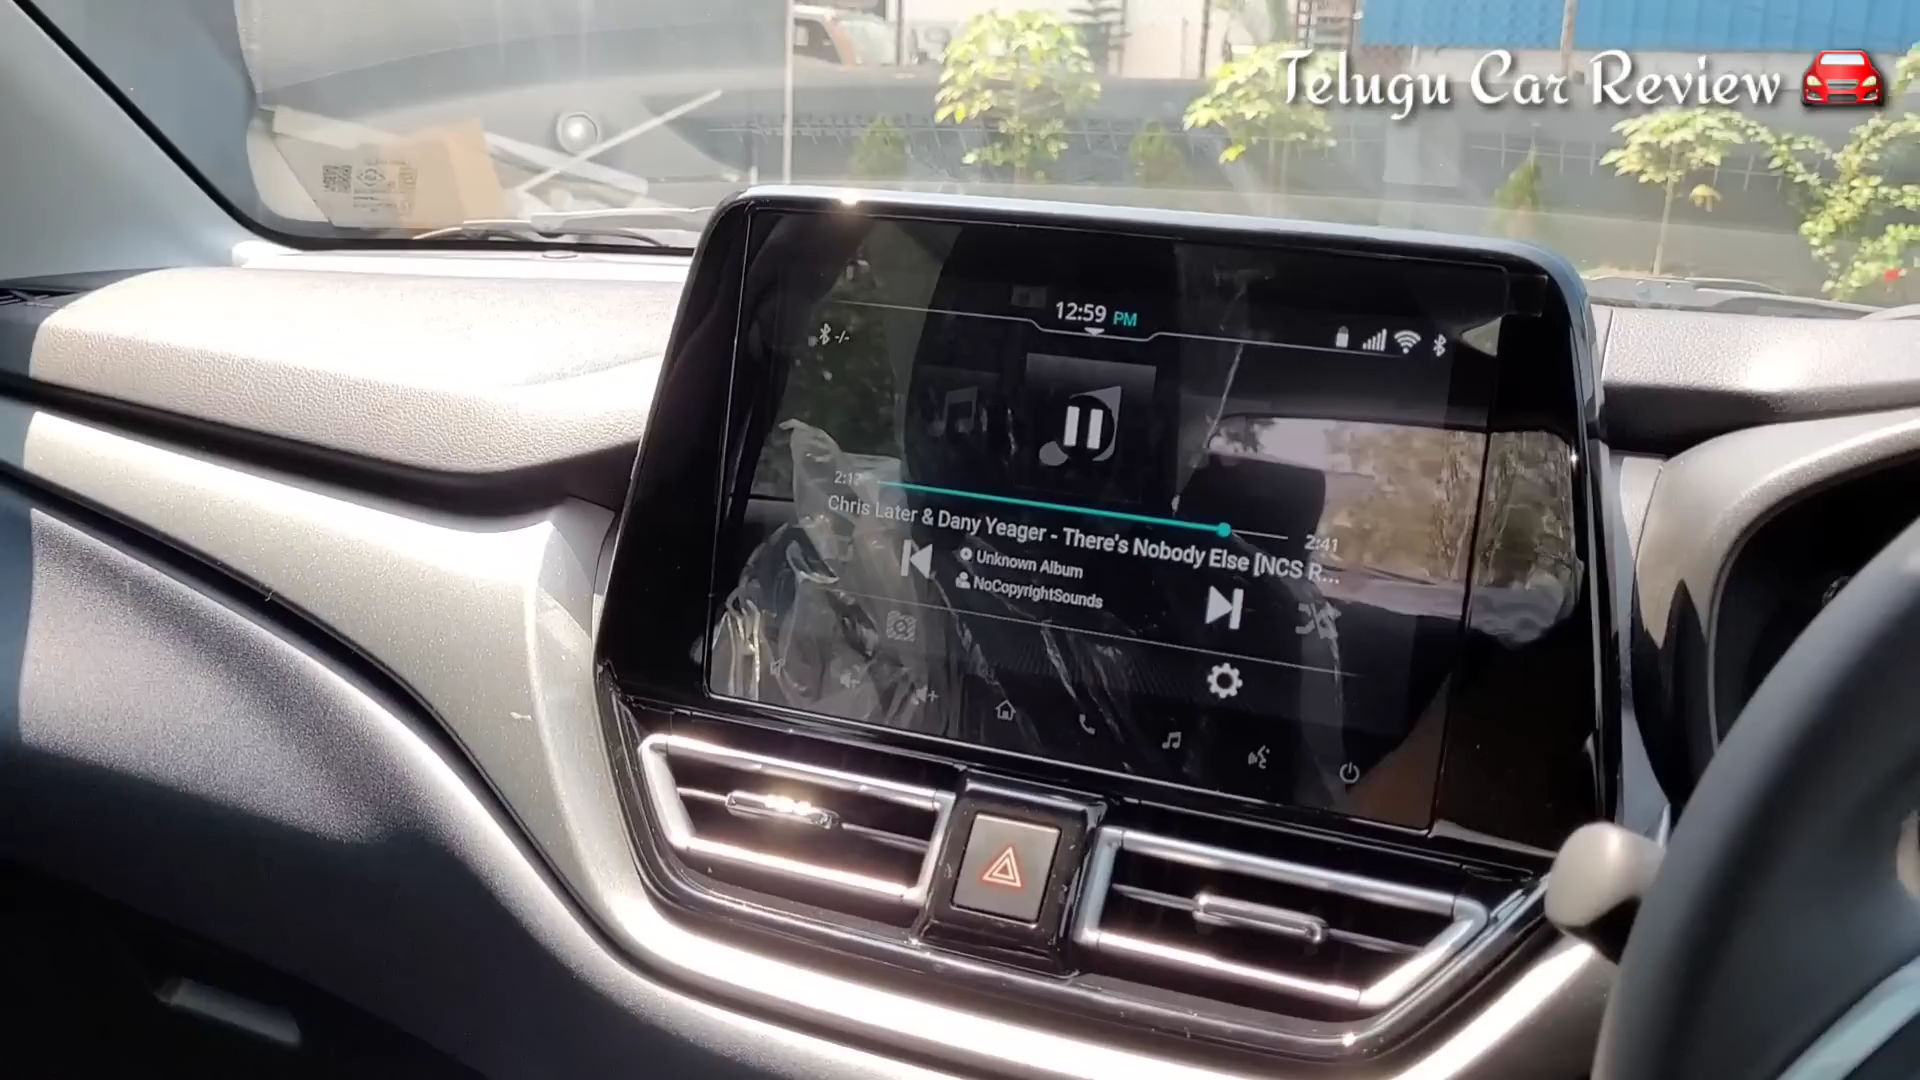 Telugu Car Review
12:59 PM
-/-
2:17
2:41
Chris Later & Dany Yeager - There's Nobody Else [NCS R...
Unknown Album
NoCopyrightSounds